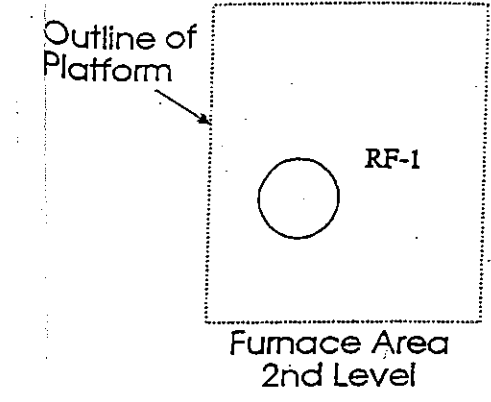 Outline of
Platform
RF-1
Furnace Area
2nd Level